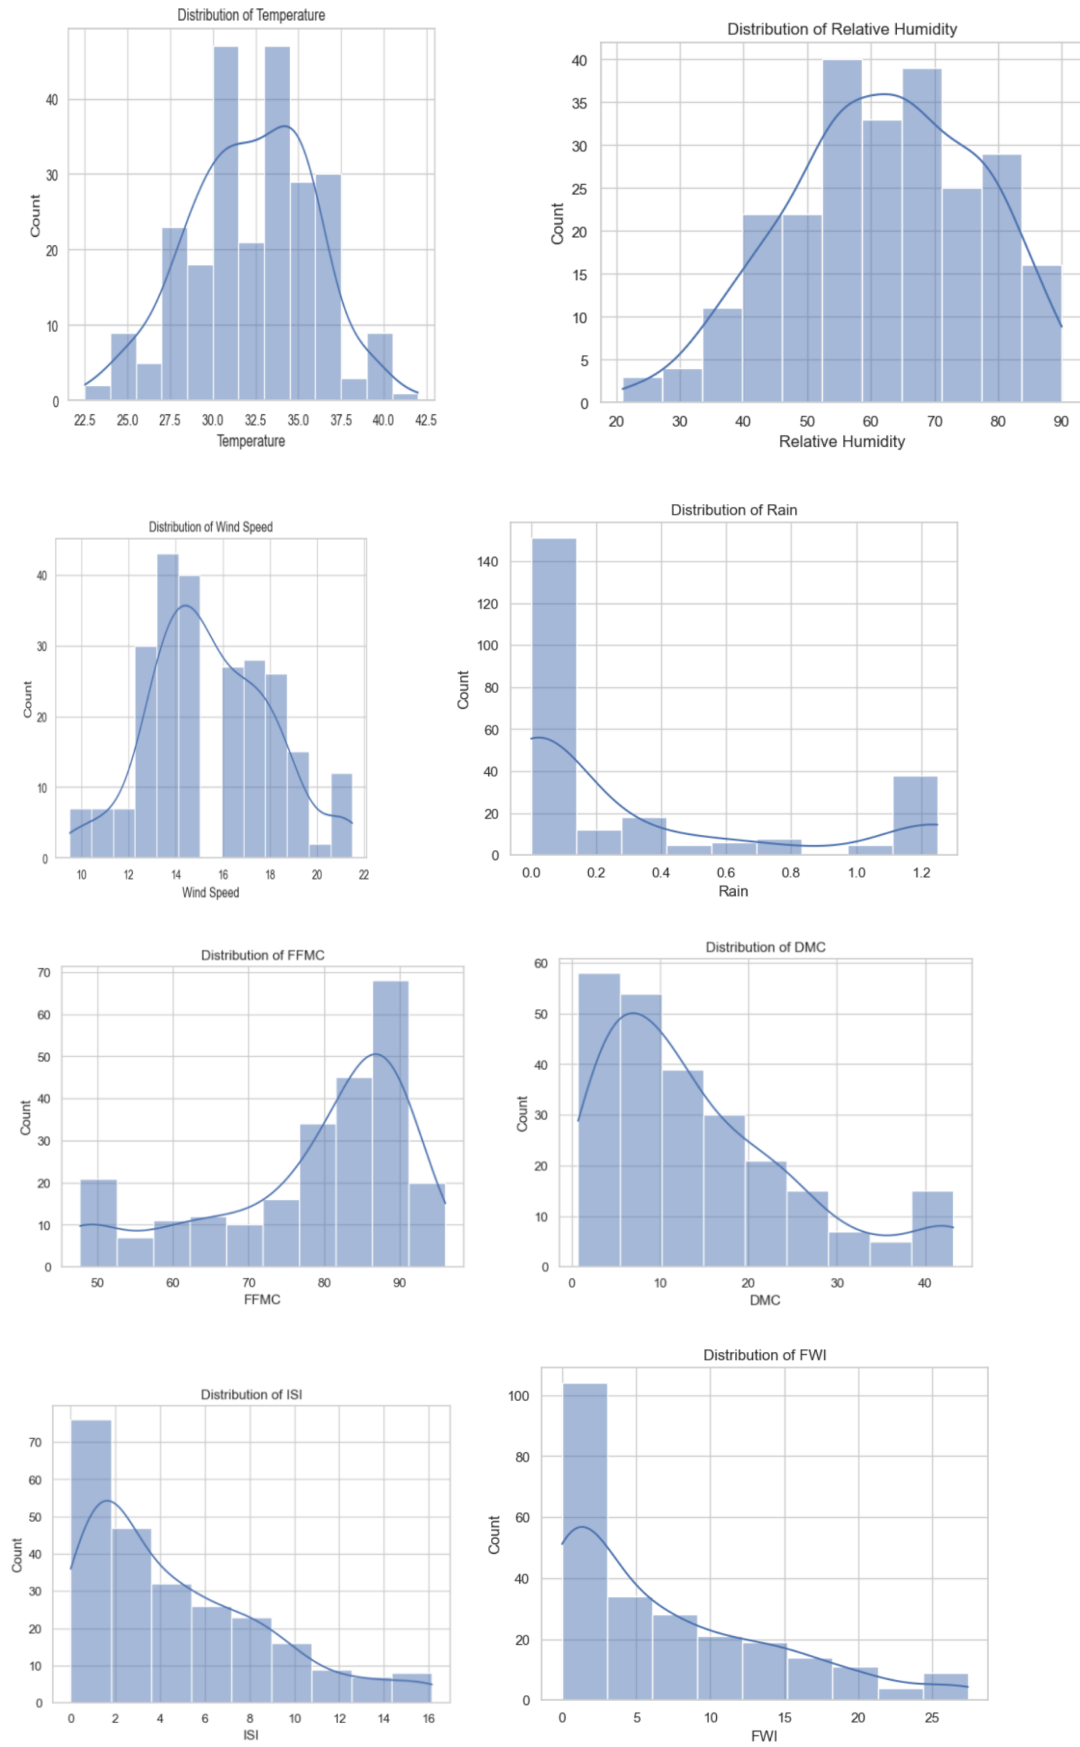 Distribution of Temperature
Count
40
30
20
10
0
22.5 25.0 27.5 30.0 32.5 35.0 37.5 40.0 42.5
Temperature
Distribution of Relative Humidity
Count
40
35
30
25
20
15
10
5
0
20 30 40 50 60 70 80 90
Relative Humidity
Distribution of Wind Speed
Count
40
30
20
10
0
10 12 14 16 18 20 22
Wind Speed
Distribution of Rain
Count
140
120
100
80
60
40
20
0
0.0 0.2 0.4 0.6 0.8 1.0 1.2
Rain
Distribution of FFMC
Count
70
60
50
40
30
20
10
0
50 60 70 80 90
FFMC
Distribution of DMC
Count
60
50
40
30
20
10
0
0 10 20 30 40
DMC
Distribution of ISI
Count
70
60
50
40
30
20
10
0
0 2 4 6 8 10 12 14 16
ISI
Distribution of FWI
Count
100
80
60
40
20
0
0 5 10 15 20 25
FWI